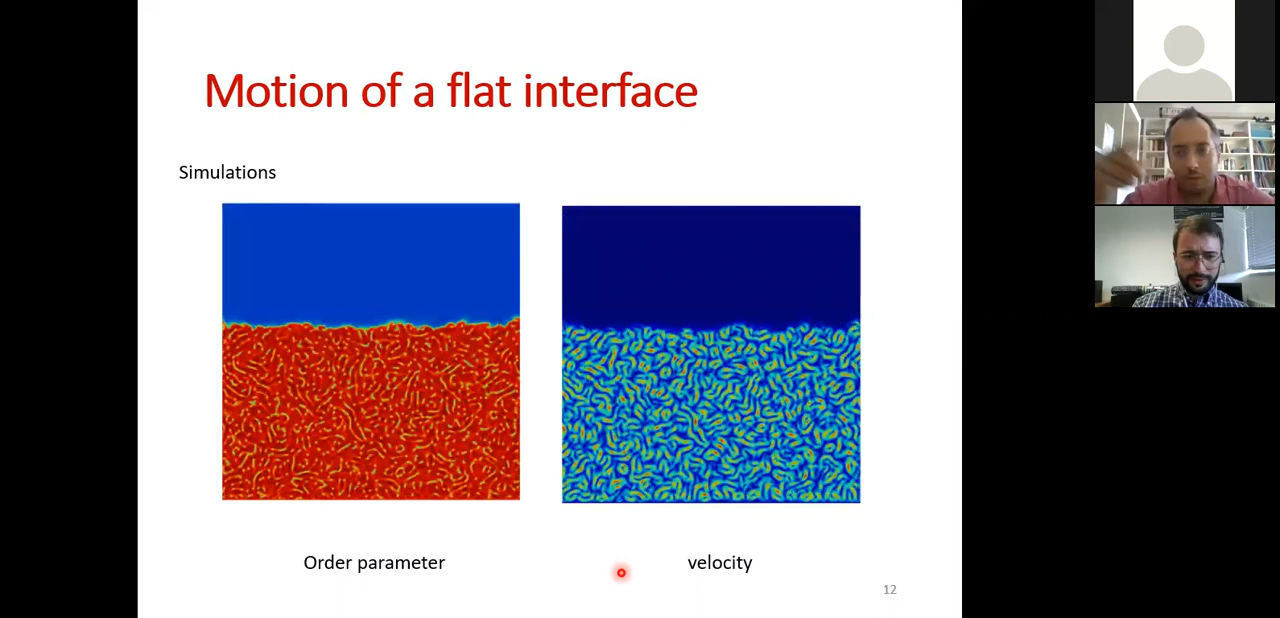 Motion of a flat interface
Simulations
Order parameter
velocity
12